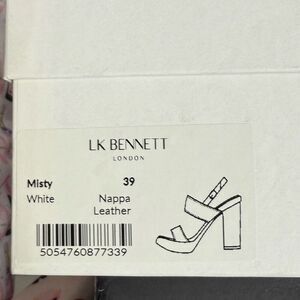 LK BENNETT
LONDON
Misty 39
White Nappa
Leather
5054760877339